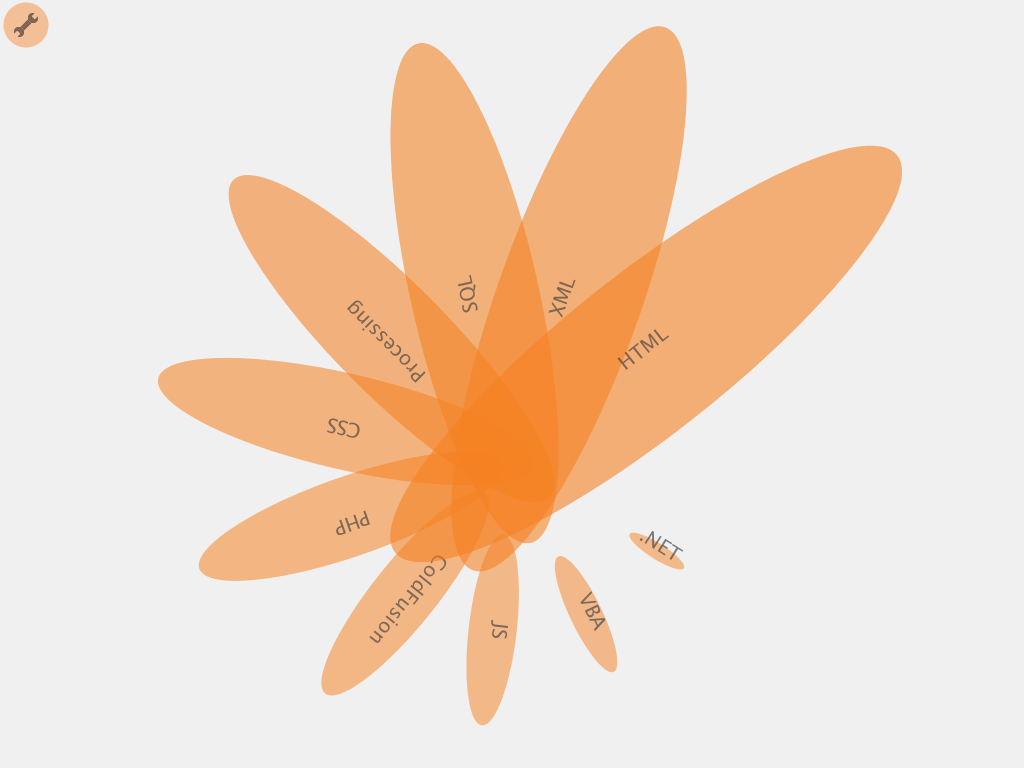 HTML
XML
SQL
Processing
CSS
PHP
ColdFusion
JS
VBA
.NET